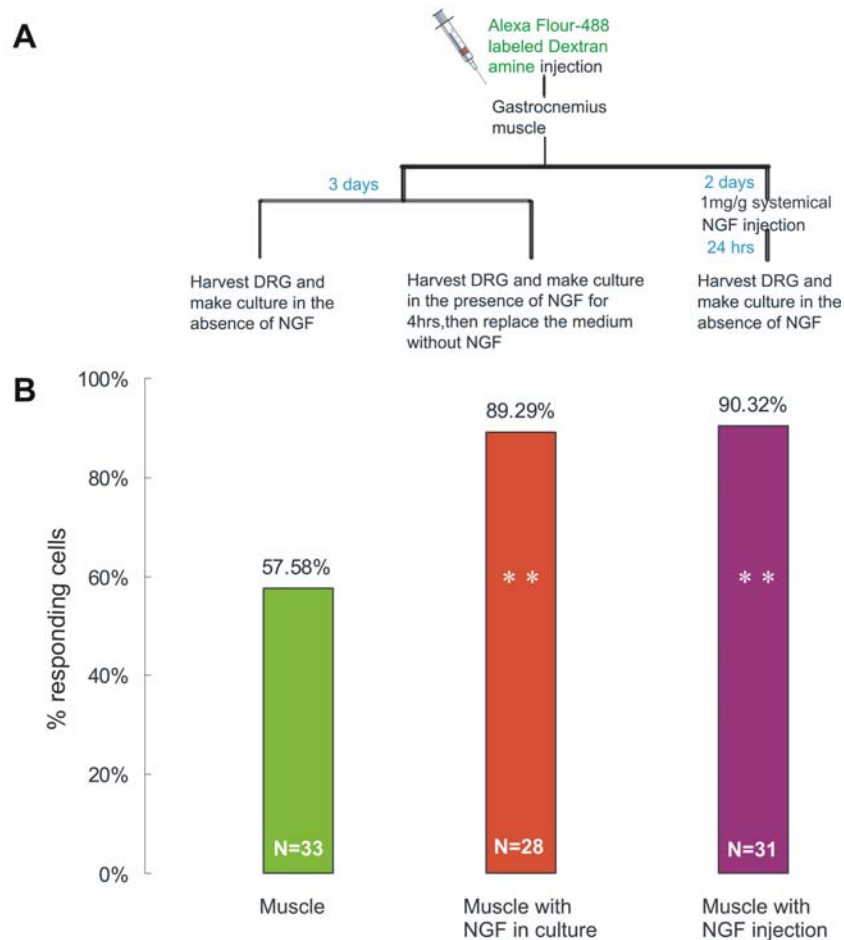 A
Alexa Flour-488
labeled Dextran
amine injection
Gastrocnemius
muscle
3 days
2 days
1mg/g systemical
NGF injection
24 hrs
Harvest DRG and
make culture in the
absence of NGF
Harvest DRG and make culture
in the presence of NGF for
4hrs,then replace the medium
without NGF
Harvest DRG and
make culture in the
absence of NGF
B
% responding cells
100%
80%
60%
40%
20%
0%
57.58%
89.29%
90.32%
* *
* *
N=33
N=28
N=31
Muscle
Muscle with
NGF in culture
Muscle with
NGF injection